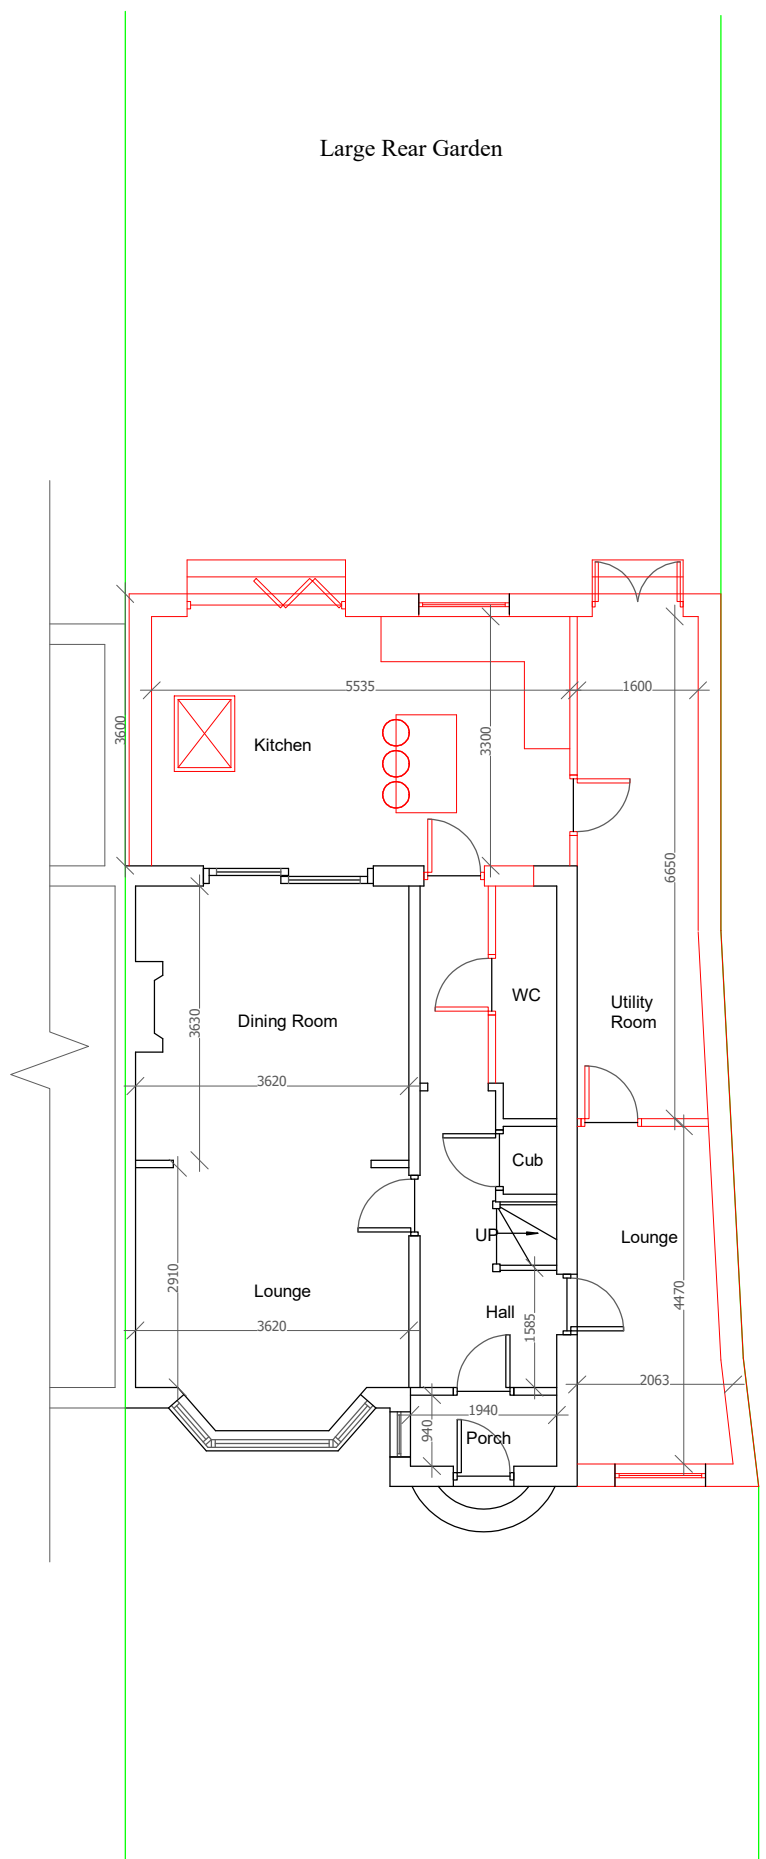 Large Rear Garden
5535
1600
3600
Kitchen
3300
6650
WC
Utility
Room
3630
Dining Room
3620
Cub
UP
Lounge
2910
Lounge
4470
Hall
1585
3620
2063
1940
940
Porch